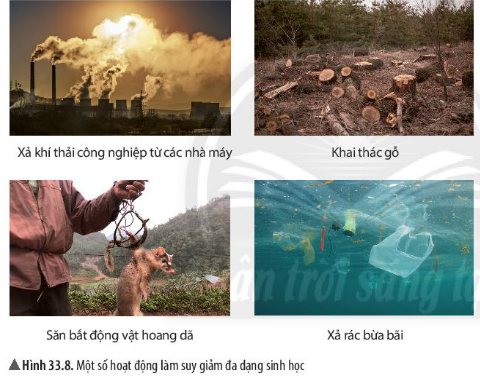 Xả khí thải công nghiệp từ các nhà máy
Khai thác gỗ
Săn bắt động vật hoang dã
Xả rác bừa bãi
Hình 33.8. Một số hoạt động làm suy giảm đa dạng sinh học